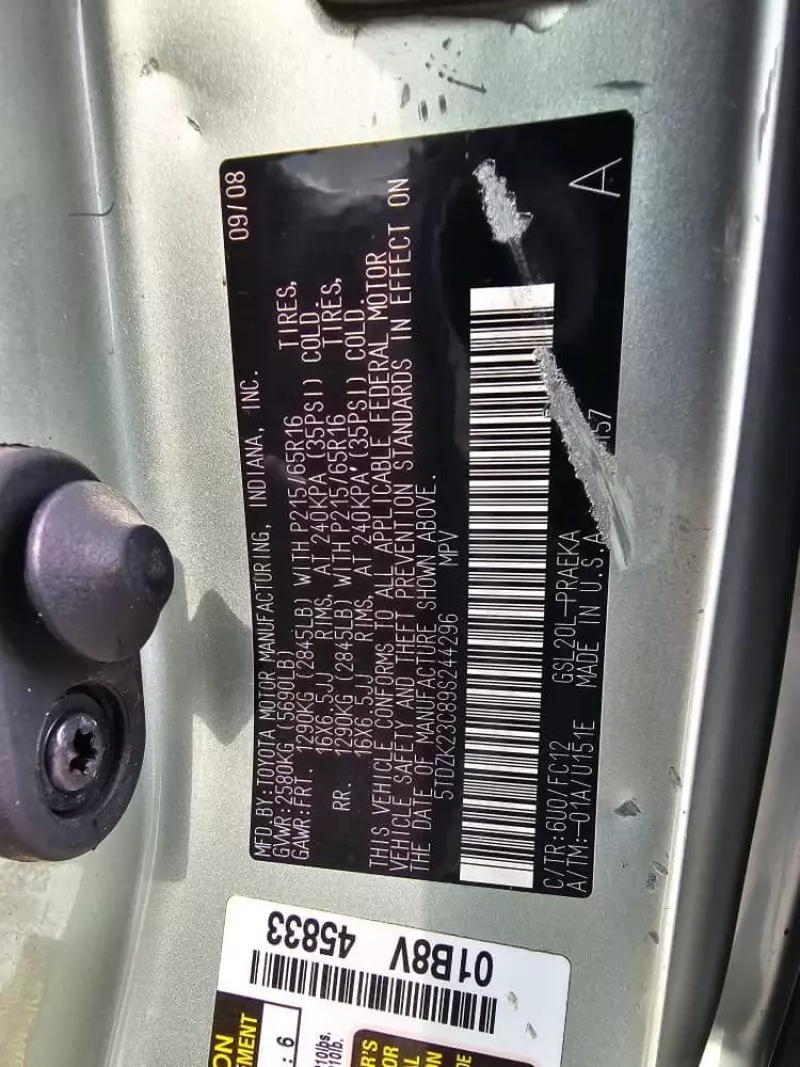 MFD.BY:TOYOTA MOTOR MANUFACTURING, INDIANA, INC. 09/08
GVWR:2580KG (5690LB)
GAWR:FRT. 1290KG (2845LB) WITH P215/65R16 TIRES,
16X6.5JJ RIMS, AT 240KPA (35PSI) COLD.
RR. 1290KG (2845LB) WITH P215/65R16 TIRES,
16X6.5JJ RIMS, AT 240KPA (35PSI) COLD.
THIS VEHICLE CONFORMS TO ALL APPLICABLE FEDERAL MOTOR
VEHICLE SAFETY AND THEFT PREVENTION STANDARDS IN EFFECT ON
THE DATE OF MANUFACTURE SHOWN ABOVE.
5TDZK23C89S244296 MPV
C/TR:6U0/FC12 GSL20L-PRAEKA
A/TM:-01A/U151E MADE IN U.S.A. A
01B8V 45833